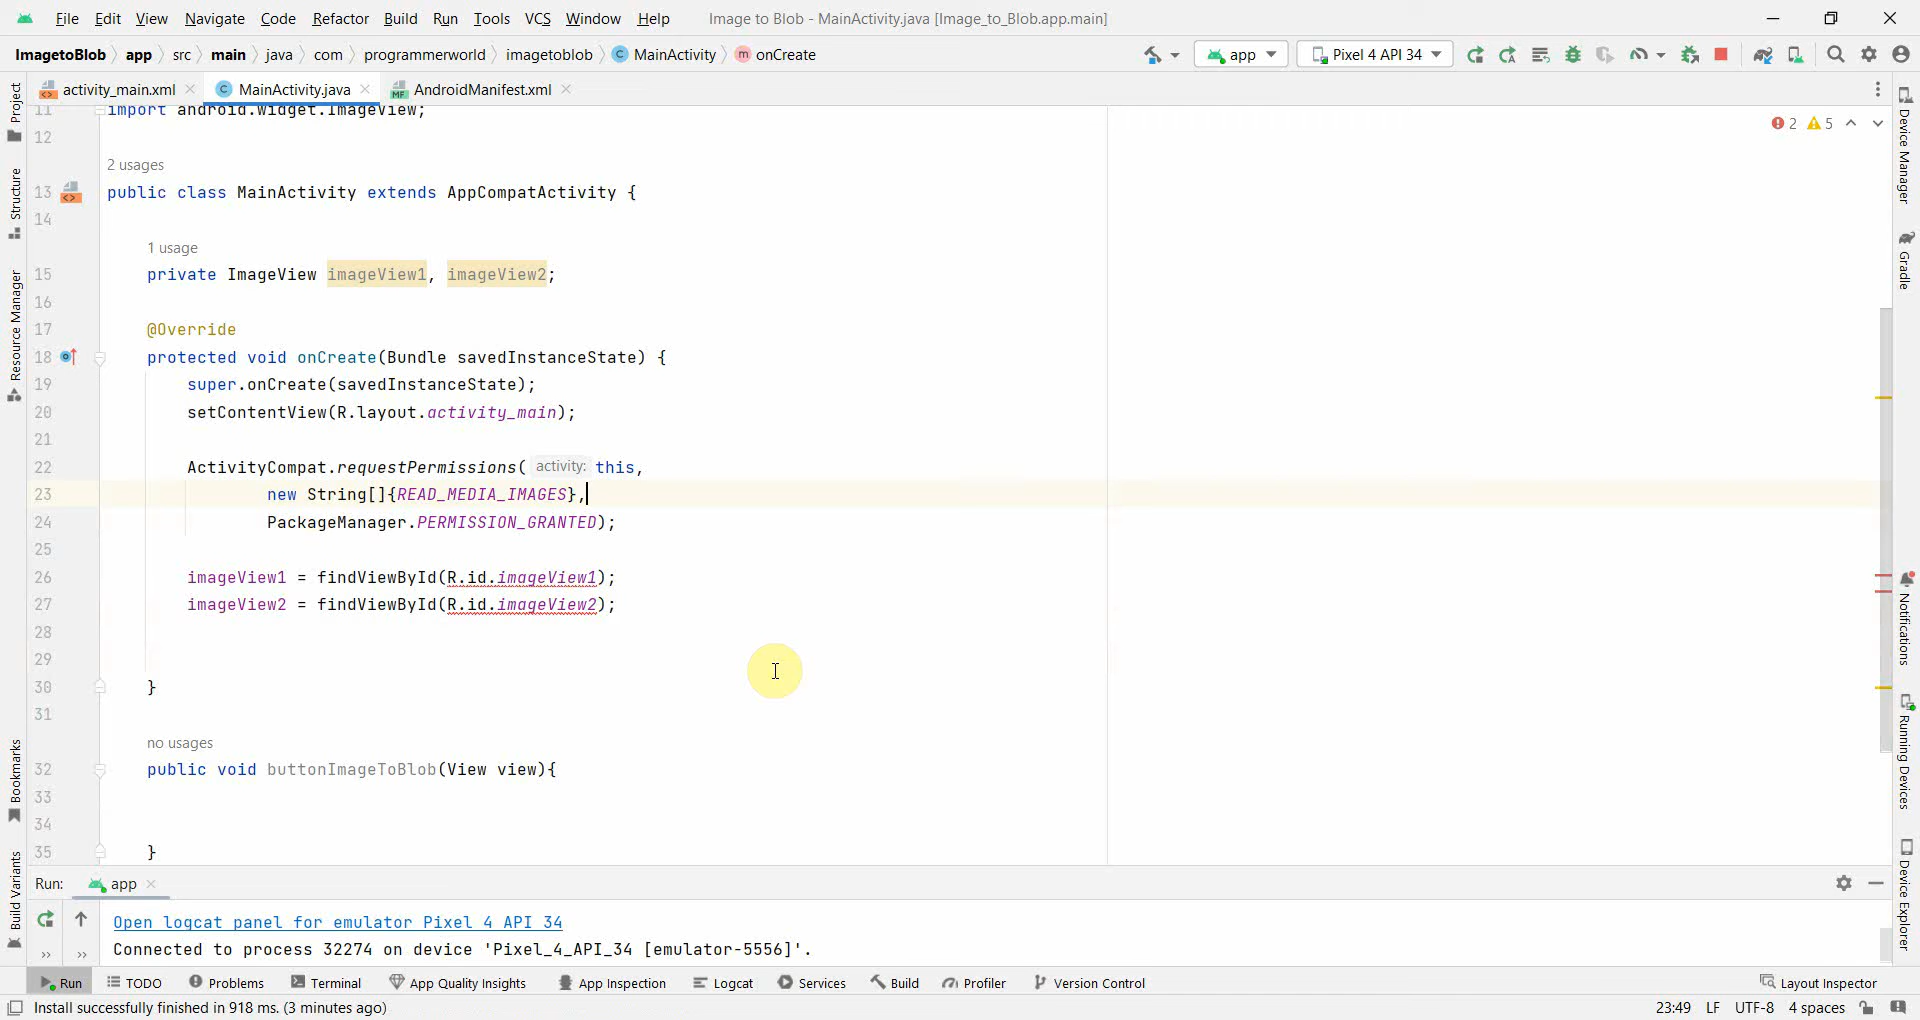 File Edit View Navigate Code Refactor Build Run Tools VCS Window Help Image to Blob - MainActivity.java [Image_to_Blob.app.main]
ImagetoBlob app src main java com programmerworld imagetoblob C MainActivity m onCreate app Pixel 4 API 34
activity_main.xml C MainActivity.java MF AndroidManifest.xml
11 import android.widget.ImageView;
2 5
12
2 usages
13 public class MainActivity extends AppCompatActivity {
14
1 usage
15 private ImageView imageView1, imageView2;
16
17 @Override
18 protected void onCreate(Bundle savedInstanceState) {
19 super.onCreate(savedInstanceState);
20 setContentView(R.layout.activity_main);
21
22 ActivityCompat.requestPermissions( activity: this,
23 new String[]{READ_MEDIA_IMAGES},
24 PackageManager.PERMISSION_GRANTED);
25
26 imageView1 = findViewById(R.id.imageView1);
27 imageView2 = findViewById(R.id.imageView2);
28
29
30 }
31
no usages
32 public void buttonImageToBlob(View view){
33
34
35 }
Project
Structure
Resource Manager
Bookmarks
Build Variants
Device Manager
Gradle
Notifications
Running Devices
Device Explorer
Run: app
Open logcat panel for emulator Pixel 4 API 34
Connected to process 32274 on device 'Pixel_4_API_34 [emulator-5556]'.
Run TODO Problems Terminal App Quality Insights App Inspection Logcat Services Build Profiler Version Control Layout Inspector
Install successfully finished in 918 ms. (3 minutes ago) 23:49 LF UTF-8 4 spaces